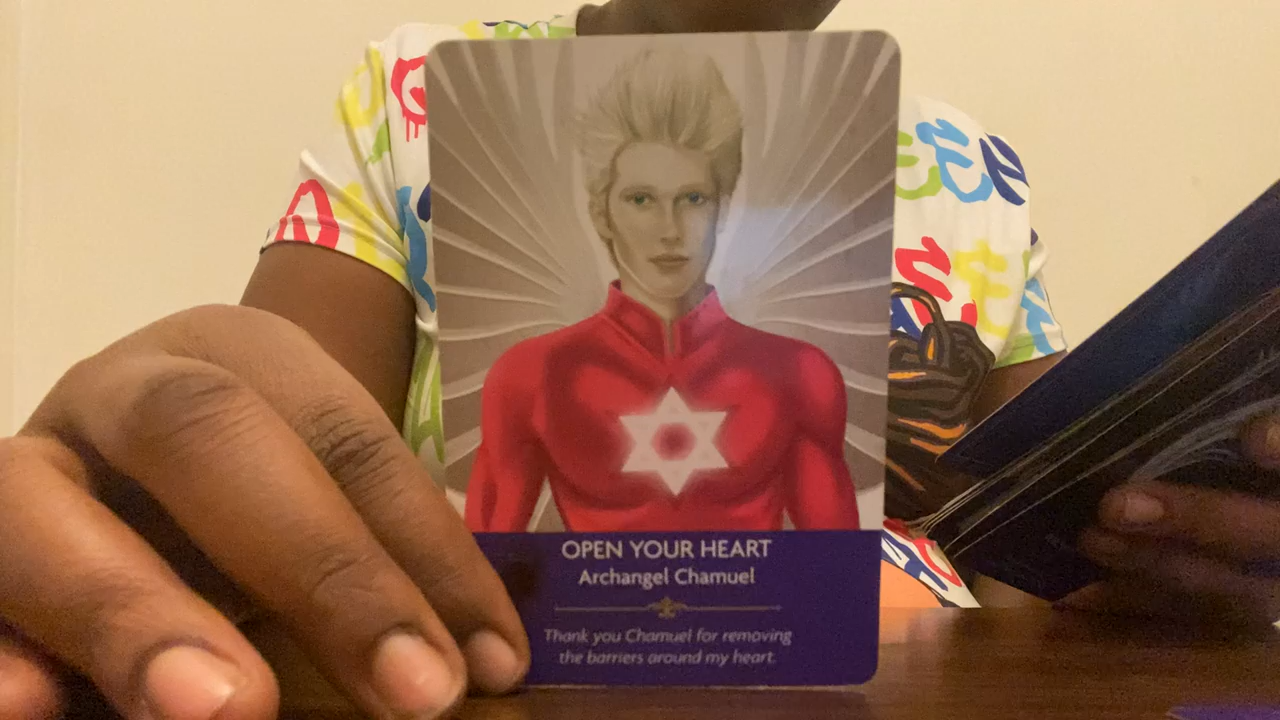 OPEN YOUR HEART
Archangel Chamuel
Thank you Chamuel for removing
the barriers around my heart.